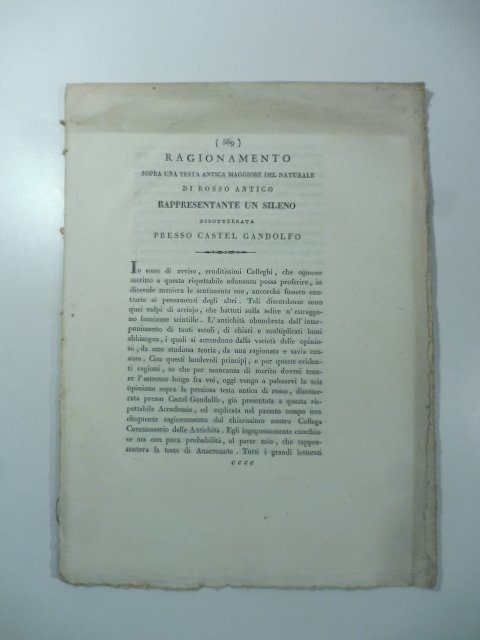 ( 569 )
RAGIONAMENTO
SOPRA UNA TESTA ANTICA MAGGIORE DEL NATURALE
DI ROSSO ANTICO
RAPPRESENTANTE UN SILENO
DISOTTERRATA
PRESSO CASTEL GANDOLFO
Io sono di avviso, eruditissimi Colleghi, che ognuno
merito a questa rispettabile adunanza possa proferire, in
dicevole maniera le sentimenta sue, ancorchè fussero con-
trarie ai pensamenti degli altri. Tali discordanze sono
quei colpi di acciajo, che battuti sulla selice n'estraggo-
no luminose scintille. L'antichità obumbrata dall'inter-
ponimento di tanti secoli, di chiari e moltiplicati lumi
abbisogna, i quali si accendono dalla varietà delle opinio-
ni, da una studiosa teoria, da una ragionata e savia cen-
sura. Con questi laudevoli principj, e per queste eviden-
ti ragioni, io che per mancanza di merito dovrei tene-
re l'estremo luogo fra voi, oggi vengo a palesarvi la mia
opinione sopra la preziosa testa antica di rosso, disotter-
rata presso Castel Gandolfo, già presentata a questa ri-
spettabile Accademia, ed esplicata nel passato tempo con
eloquente ragionamento dal chiarissimo nostro Collega
Commissario delle Antichità. Egli ingegnosamente conchiu-
se ma con poca probabilità, al parer mio, che rappre-
sentava la testa di Anacreonte. Tutti i grandi letterati
cccc